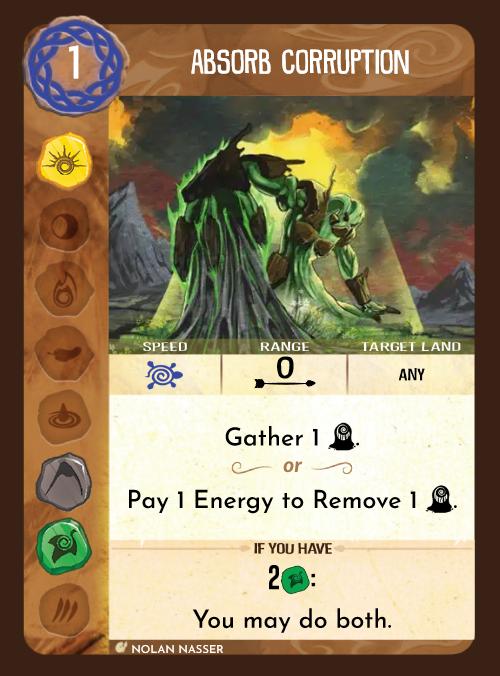 1
ABSORB CORRUPTION
SPEED RANGE TARGET LAND
0
ANY
Gather 1 .
or
Pay 1 Energy to Remove 1 .
IF YOU HAVE
2 :
You may do both.
NOLAN NASSER